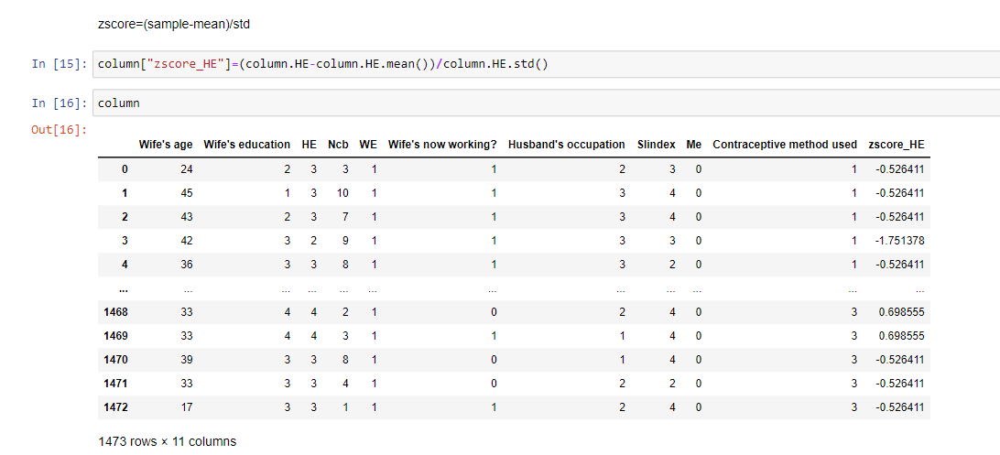 zscore=(sample-mean)/std
In [15]: column["zscore_HE"]=(column.HE-column.HE.mean())/column.HE.std()
In [16]: column
Out[16]:
Wife's age Wife's education HE Ncb WE Wife's now working? Husband's occupation Slindex Me Contraceptive method used zscore_HE
0 24 2 3 3 1 1 2 3 0 1 -0.526411
1 45 1 3 10 1 1 3 4 0 1 -0.526411
2 43 2 3 7 1 1 3 4 0 1 -0.526411
3 42 3 2 9 1 1 3 3 0 1 -1.751378
4 36 3 3 8 1 1 3 2 0 1 -0.526411
... ... ... ... ... ... ... ... ... ... ... ...
1468 33 4 4 2 1 0 2 4 0 3 0.698555
1469 33 4 4 3 1 1 1 4 0 3 0.698555
1470 39 3 3 8 1 0 1 4 0 3 -0.526411
1471 33 3 3 4 1 0 2 2 0 3 -0.526411
1472 17 3 3 1 1 1 2 4 0 3 -0.526411
1473 rows × 11 columns